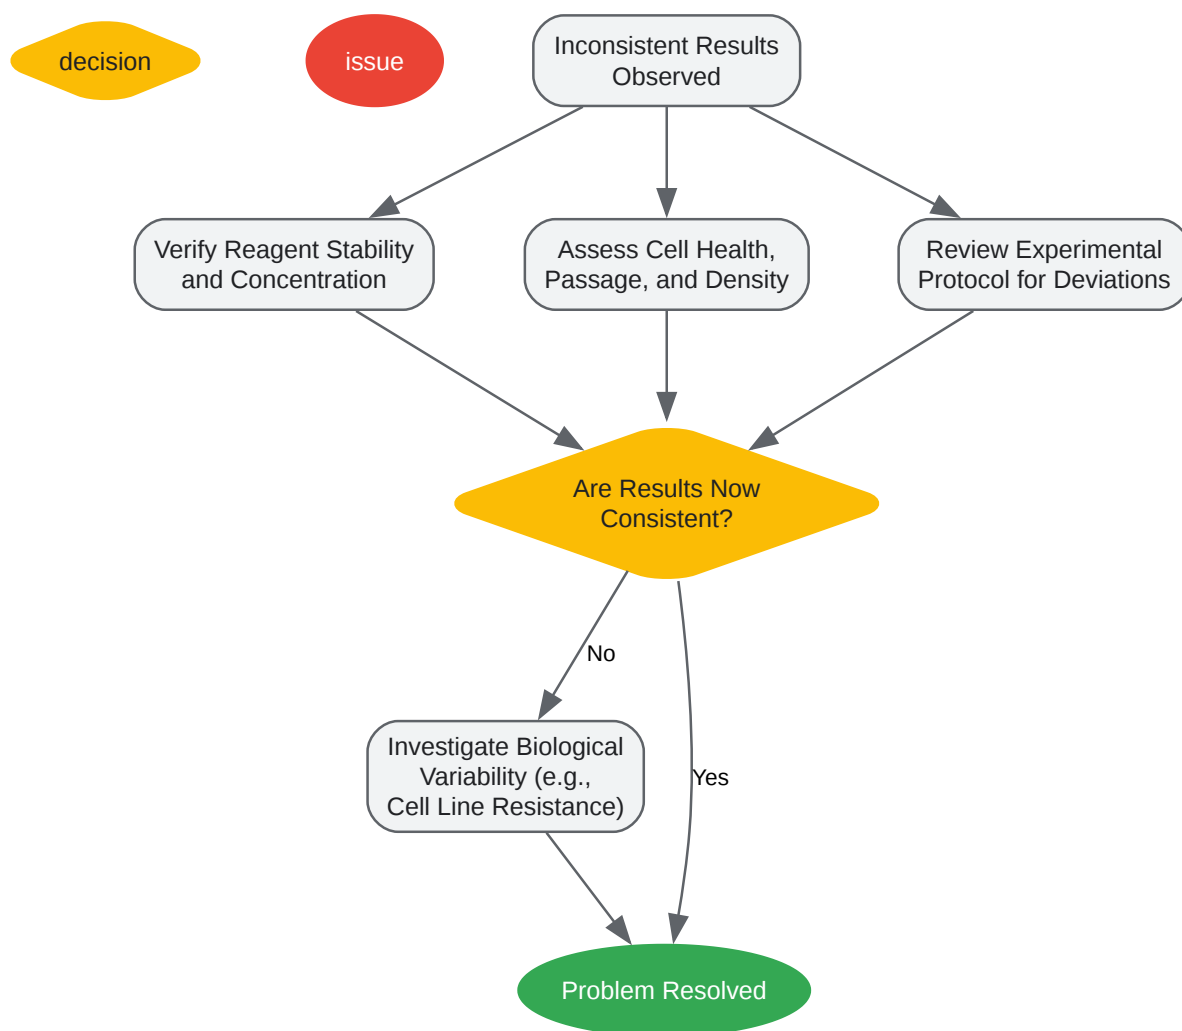 decision
issue
Inconsistent Results
Observed
Verify Reagent Stability
and Concentration
Assess Cell Health,
Passage, and Density
Review Experimental
Protocol for Deviations
Are Results Now
Consistent?
No
Investigate Biological
Variability (e.g.,
Cell Line Resistance)
Yes
Problem Resolved